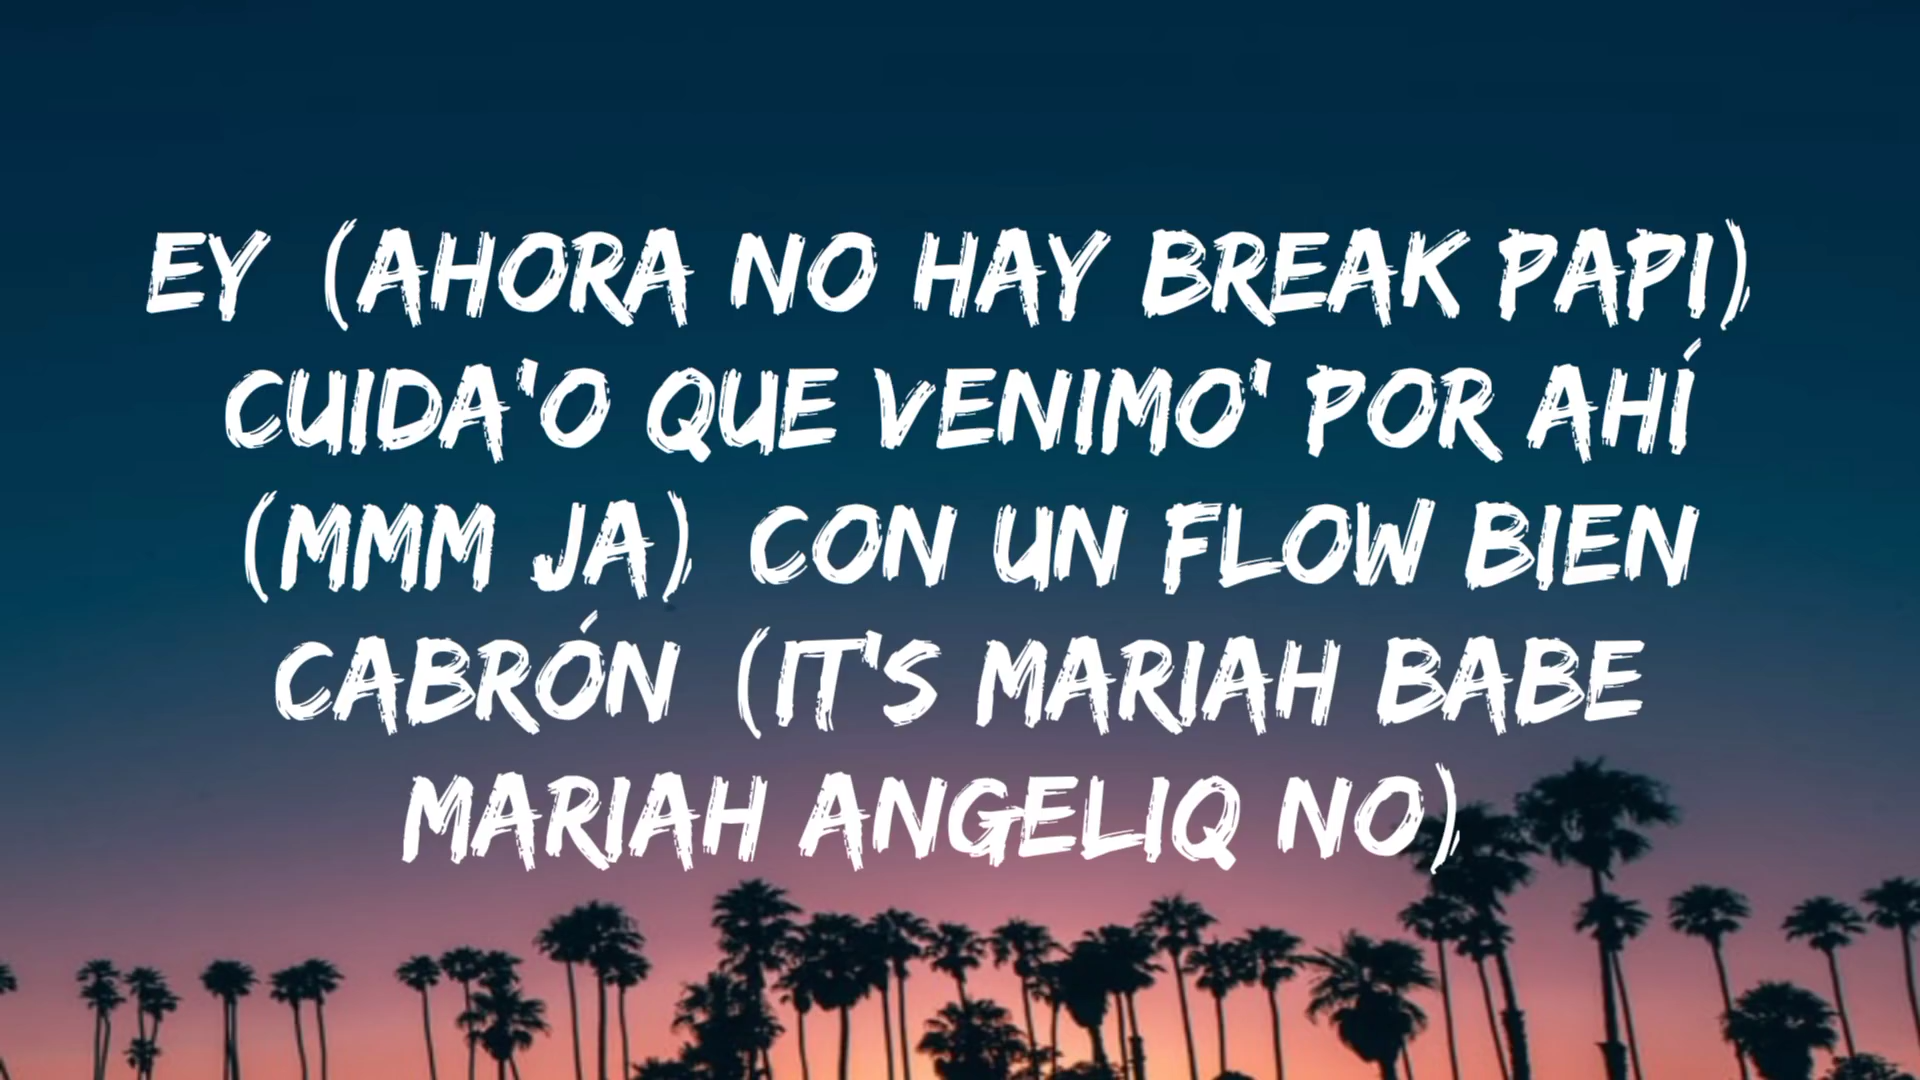 EY (AHORA NO HAY BREAK PAPI)
CUIDA'O QUE VENIMO' POR AHÍ
(MMM JA) CON UN FLOW BIEN
CABRÓN (IT'S MARIAH BABE
MARIAH ANGELIQ NO)